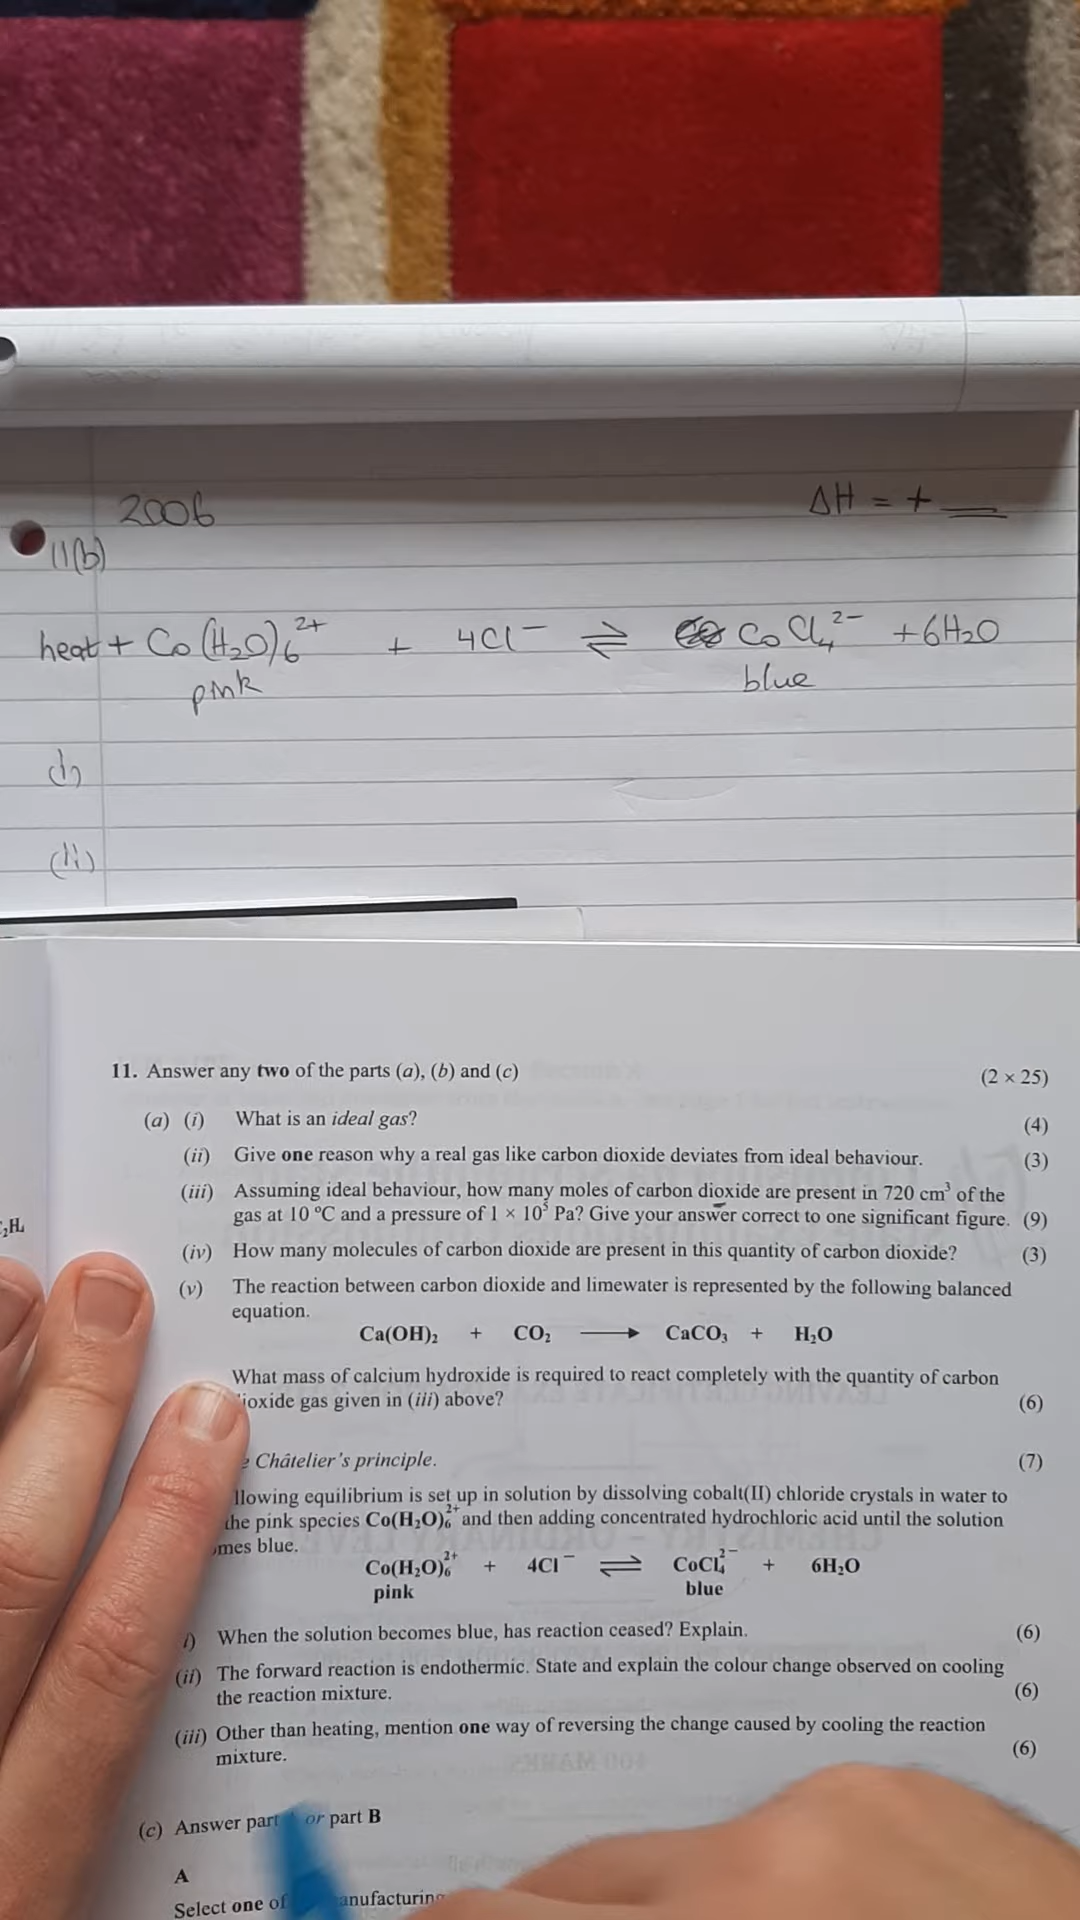 2006
ΔH = + __
11(b)
heat + Co(H₂O)₆²⁺ + 4Cl⁻ ⇌ CoCl₄²⁻ + 6H₂O
pink blue
(i)
(ii)
11. Answer any two of the parts (a), (b) and (c) (2 × 25)
(a) (i) What is an ideal gas? (4)
(ii) Give one reason why a real gas like carbon dioxide deviates from ideal behaviour. (3)
(iii) Assuming ideal behaviour, how many moles of carbon dioxide are present in 720 cm³ of the
gas at 10 °C and a pressure of 1 × 10⁵ Pa? Give your answer correct to one significant figure. (9)
(iv) How many molecules of carbon dioxide are present in this quantity of carbon dioxide? (3)
(v) The reaction between carbon dioxide and limewater is represented by the following balanced
equation.
Ca(OH)₂ + CO₂ ⟶ CaCO₃ + H₂O
What mass of calcium hydroxide is required to react completely with the quantity of carbon
ioxide gas given in (iii) above? (6)
e Châtelier's principle. (7)
llowing equilibrium is set up in solution by dissolving cobalt(II) chloride crystals in water to
the pink species Co(H₂O)₆²⁺ and then adding concentrated hydrochloric acid until the solution
mes blue.
Co(H₂O)₆²⁺ + 4Cl⁻ ⇌ CoCl₄²⁻ + 6H₂O
pink blue
i) When the solution becomes blue, has reaction ceased? Explain. (6)
(ii) The forward reaction is endothermic. State and explain the colour change observed on cooling
the reaction mixture. (6)
(iii) Other than heating, mention one way of reversing the change caused by cooling the reaction
mixture. (6)
(c) Answer part or part B
A
Select one of anufacturing